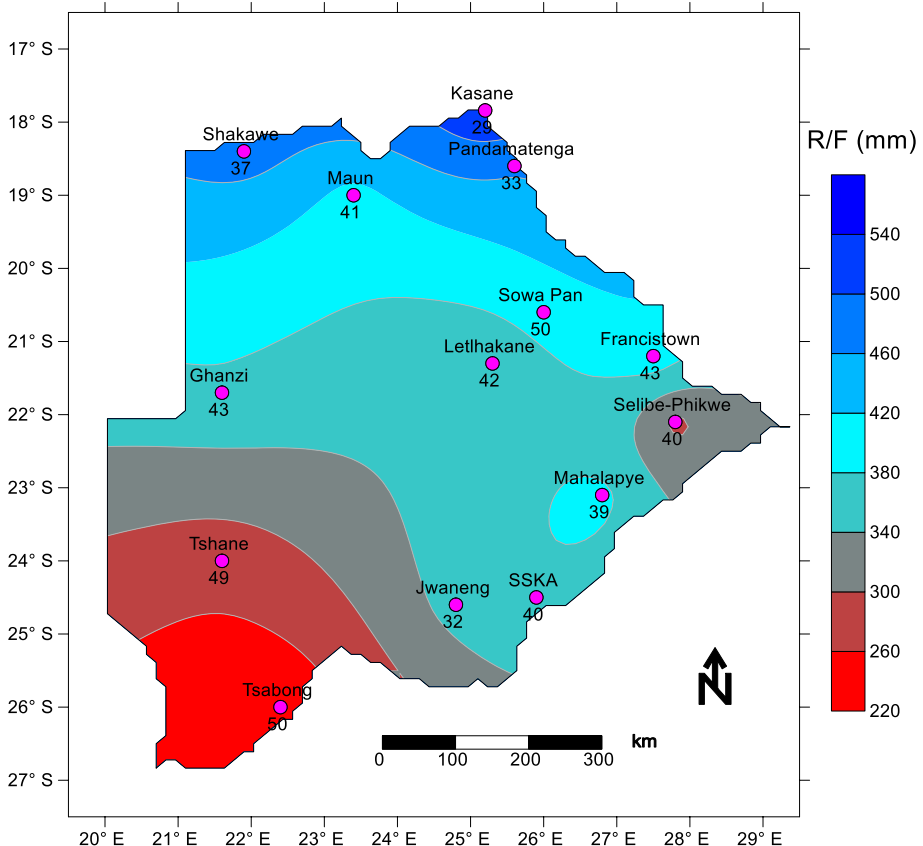 17° S
18° S
19° S
20° S
21° S
22° S
23° S
24° S
25° S
26° S
27° S
Kasane
29
Shakawe
37
Pandamatenga
33
Maun
41
Sowa Pan
50
Letlhakane
42
Francistown
43
Ghanzi
43
Selibe-Phikwe
40
Mahalapye
39
Tshane
49
Jwaneng
32
SSKA
40
Tsabong
50
N
km
0 100 200 300
20° E 21° E 22° E 23° E 24° E 25° E 26° E 27° E 28° E 29° E
R/F (mm)
540
500
460
420
380
340
300
260
220